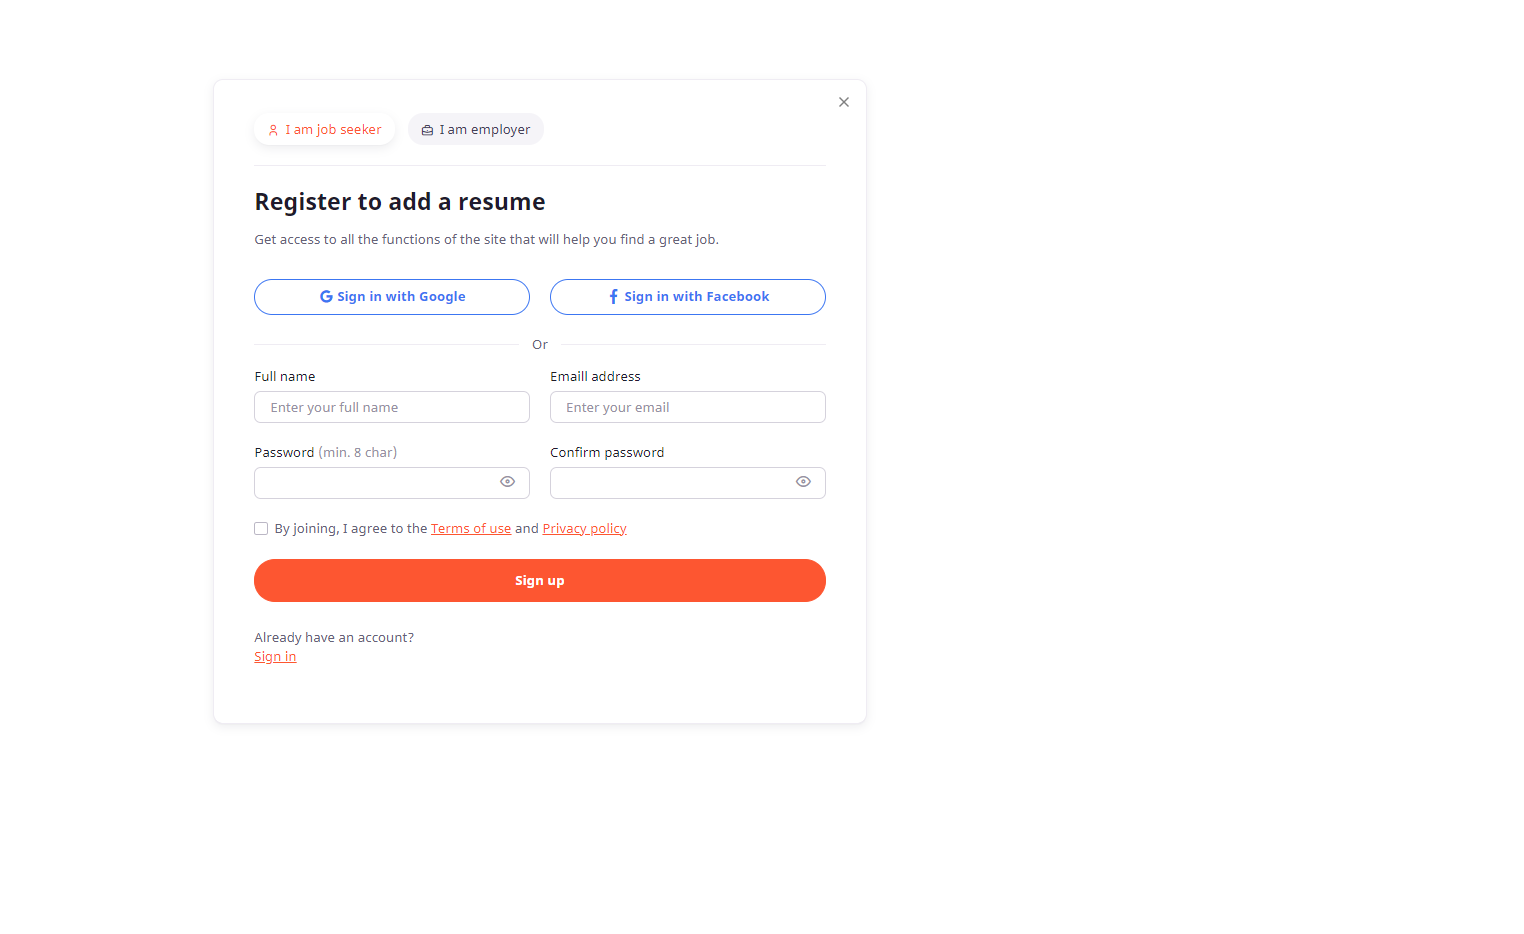 I am job seeker
I am employer
Register to add a resume
Get access to all the functions of the site that will help you find a great job.
Sign in with Google
Sign in with Facebook
Or
Full name
Emaill address
Enter your full name
Enter your email
Password (min. 8 char)
Confirm password
By joining, I agree to the Terms of use and Privacy policy
Sign up
Already have an account?
Sign in